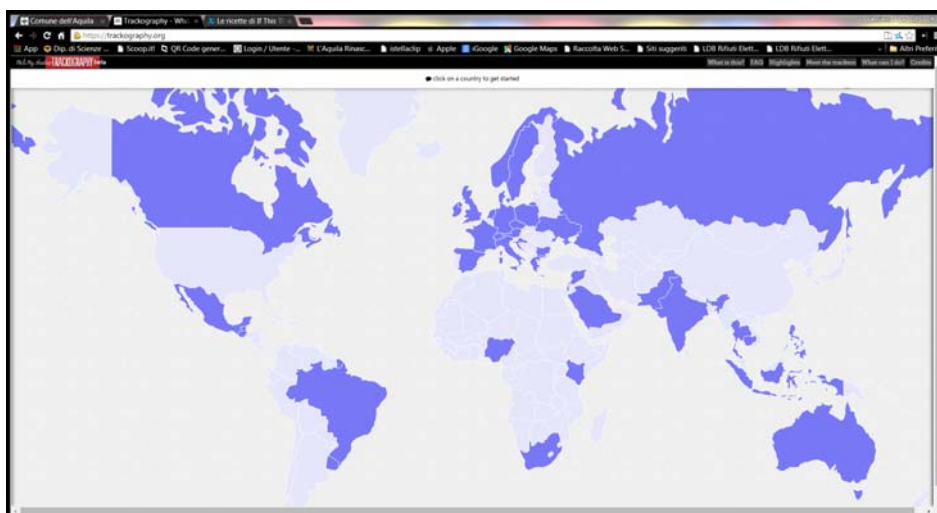 Comune dell'Aquila
Trackography - Wh
Le ricette di If This T
https://trackography.org
App Dip. di Scienze ... Scoop.it! QR Code gener... Login / Utente -... L'Aquila Rinasc... istellaclip Apple iGoogle Google Maps Raccolta Web S... Siti suggeriti LDB Rifiuti Elett... LDB Rifiuti Elett... Altri Preferi
TRACKOGRAPHY beta What is this? FAQ Highlights Meet the trackers What can I do? Credits
click on a country to get started